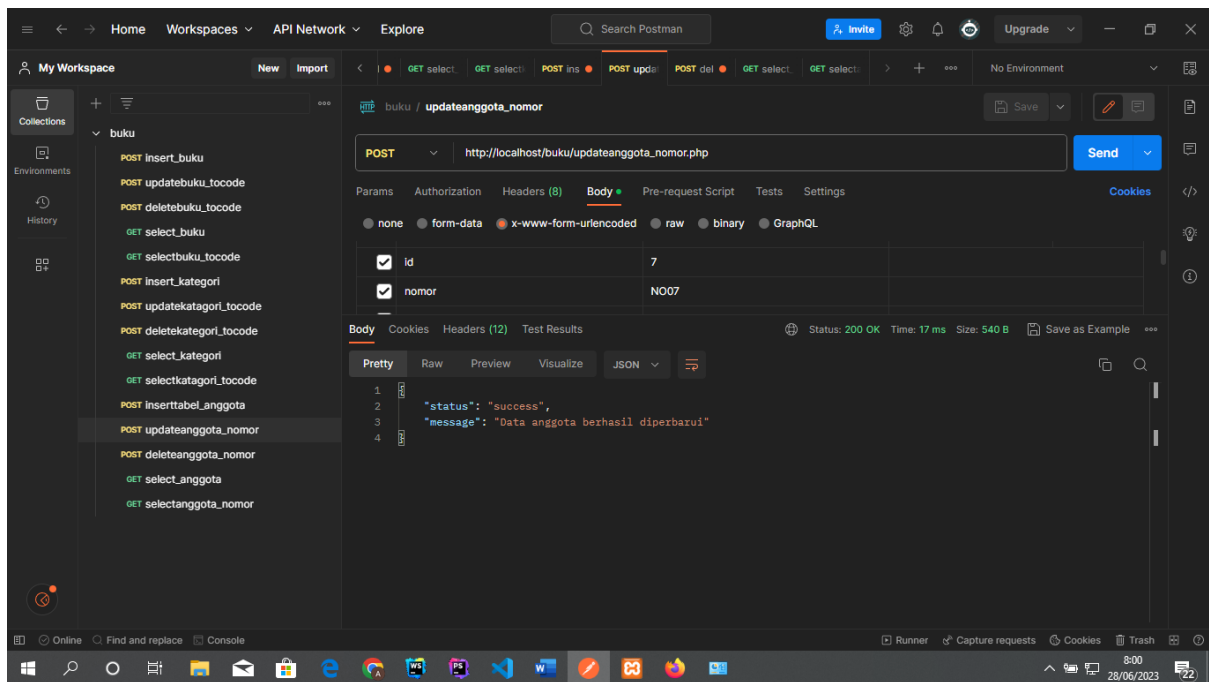 Home Workspaces API Network Explore Search Postman Invite Upgrade
My Workspace New Import GET select_ GET select POST ins POST upda POST del GET select_ GET select No Environment
Collections
Environments
History
buku
POST insert_buku
POST updatebuku_tocode
POST deletebuku_tocode
GET select_buku
GET selectbuku_tocode
POST insert_kategori
POST updatekatagori_tocode
POST deletekategori_tocode
GET select_kategori
GET selectkatagori_tocode
POST inserttabel_anggota
POST updateanggota_nomor
POST deleteanggota_nomor
GET select_anggota
GET selectanggota_nomor
HTTP buku / updateanggota_nomor Save
POST http://localhost/buku/updateanggota_nomor.php Send
Params Authorization Headers (8) Body Pre-request Script Tests Settings Cookies
none form-data x-www-form-urlencoded raw binary GraphQL
id 7
nomor NO07
Body Cookies Headers (12) Test Results Status: 200 OK Time: 17 ms Size: 540 B Save as Example
Pretty Raw Preview Visualize JSON
1 {
2 "status": "success",
3 "message": "Data anggota berhasil diperbarui"
4 }
Online Find and replace Console Runner Capture requests Cookies Trash
8:00
28/06/2023
22